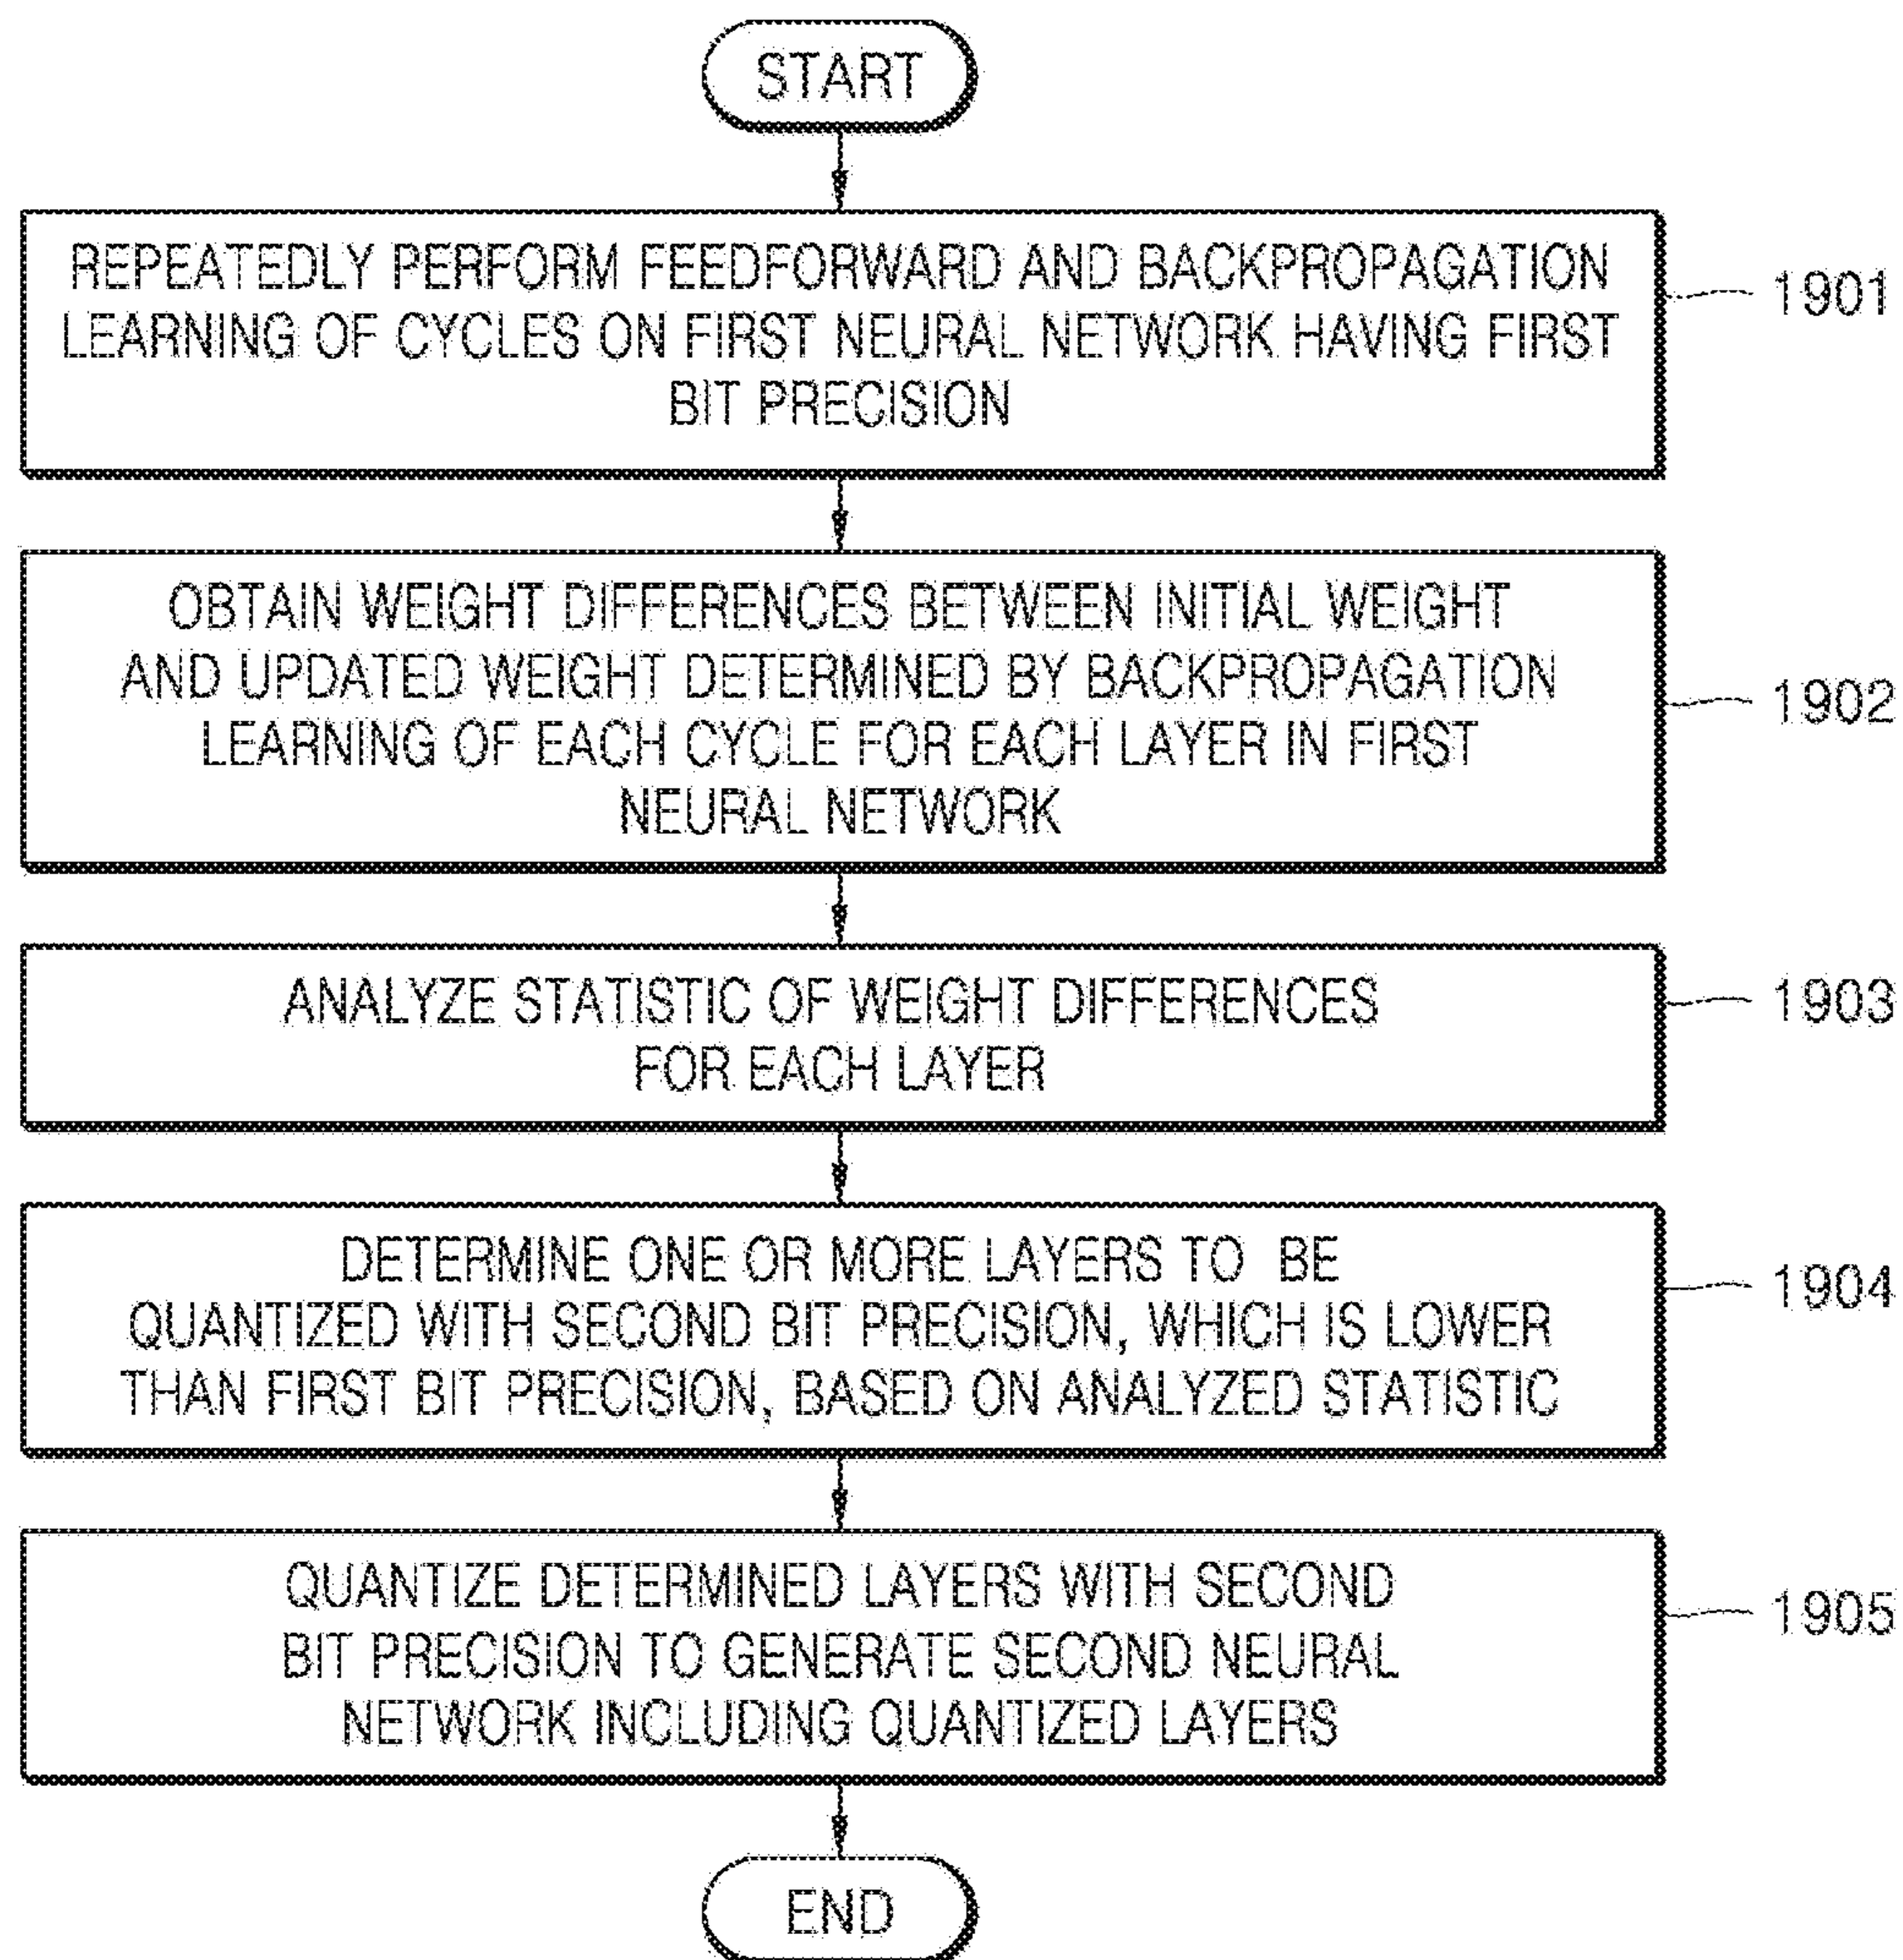 START
REPEATEDLY PERFORM FEEDFORWARD AND BACKPROPAGATION
LEARNING OF CYCLES ON FIRST NEURAL NETWORK HAVING FIRST
BIT PRECISION
1901
OBTAIN WEIGHT DIFFERENCES BETWEEN INITIAL WEIGHT
AND UPDATED WEIGHT DETERMINED BY BACKPROPAGATION
LEARNING OF EACH CYCLE FOR EACH LAYER IN FIRST
NEURAL NETWORK
1902
ANALYZE STATISTIC OF WEIGHT DIFFERENCES
FOR EACH LAYER
1903
DETERMINE ONE OR MORE LAYERS TO BE
QUANTIZED WITH SECOND BIT PRECISION, WHICH IS LOWER
THAN FIRST BIT PRECISION, BASED ON ANALYZED STATISTIC
1904
QUANTIZE DETERMINED LAYERS WITH SECOND
BIT PRECISION TO GENERATE SECOND NEURAL
NETWORK INCLUDING QUANTIZED LAYERS
1905
END